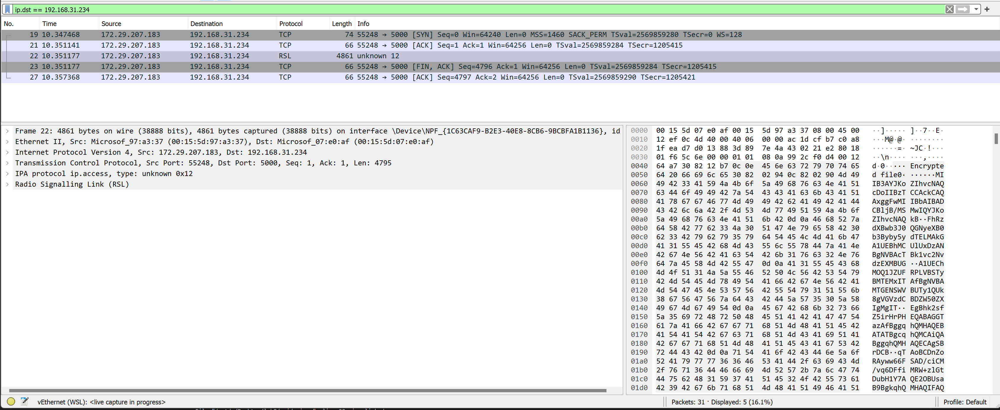 ip.dst == 192.168.31.234
No. Time Source Destination Protocol Length Info
19 10.347468 172.29.207.183 192.168.31.234 TCP 74 55248 → 5000 [SYN] Seq=0 Win=64240 Len=0 MSS=1460 SACK_PERM TSval=2569859280 TSecr=0 WS=128
21 10.351141 172.29.207.183 192.168.31.234 TCP 66 55248 → 5000 [ACK] Seq=1 Ack=1 Win=64256 Len=0 TSval=2569859284 TSecr=1205415
22 10.351177 172.29.207.183 192.168.31.234 RSL 4861 unknown 12
23 10.351177 172.29.207.183 192.168.31.234 TCP 66 55248 → 5000 [FIN, ACK] Seq=4796 Ack=1 Win=64256 Len=0 TSval=2569859284 TSecr=1205415
27 10.357368 172.29.207.183 192.168.31.234 TCP 66 55248 → 5000 [ACK] Seq=4797 Ack=2 Win=64256 Len=0 TSval=2569859290 TSecr=1205421
Frame 22: 4861 bytes on wire (38888 bits), 4861 bytes captured (38888 bits) on interface \Device\NPF_{1C63CAF9-B2E3-40E8-8CB6-9BCBFA1B1136}, id
Ethernet II, Src: Microsof_97:a3:37 (00:15:5d:97:a3:37), Dst: Microsof_07:e0:af (00:15:5d:07:e0:af)
Internet Protocol Version 4, Src: 172.29.207.183, Dst: 192.168.31.234
Transmission Control Protocol, Src Port: 55248, Dst Port: 5000, Seq: 1, Ack: 1, Len: 4795
IPA protocol ip.access, type: unknown 0x12
Radio Signalling Link (RSL)
0000 00 15 5d 07 e0 af 00 15 5d 97 a3 37 08 00 45 00 ··]····· ]··7··E·
0010 12 ef 0c 4d 40 00 40 06 00 00 ac 1d cf b7 c0 a8 ···M@·@· ········
0020 1f ea d7 d0 13 88 3d 89 7e 4a 43 02 21 e2 80 18 ······=· ~JC·!···
0030 01 f6 5c 6e 00 00 01 01 08 0a 99 2c f0 d4 00 12 ··\n···· ···,····
0040 64 a7 30 82 12 b7 0c 0e 45 6e 63 72 79 70 74 65 d·0····· Encrypte
0050 64 20 66 69 6c 65 30 82 02 94 0c 82 02 90 4d 49 d file0· ······MI
0060 49 42 33 41 59 4a 4b 6f 5a 49 68 76 63 4e 41 51 IB3AYJKo ZIhvcNAQ
0070 63 44 6f 49 49 42 7a 54 43 43 41 63 6b 43 41 51 cDoIIBzT CCAckCAQ
0080 41 78 67 67 46 77 4d 49 49 42 62 41 49 42 41 44 AxggFwMI IBbAIBAD
0090 43 42 6c 6a 42 2f 4d 53 4d 77 49 51 59 4a 4b 6f CBljB/MS MwIQYJKo
00a0 5a 49 68 76 63 4e 41 51 6b 42 0d 0a 46 68 52 7a ZIhvcNAQ kB··FhRz
00b0 64 58 42 77 62 33 4a 30 51 47 4e 79 65 58 42 30 dXBwb3J0 QGNyeXB0
00c0 62 33 42 79 62 79 35 79 64 54 45 4c 4d 41 6b 47 b3Byby5y dTELMAkG
00d0 41 31 55 45 42 68 4d 43 55 6c 55 78 44 7a 41 4e A1UEBhMC UlUxDzAN
00e0 42 67 4e 56 42 41 63 54 42 6b 31 76 63 32 4e 76 BgNVBAcT Bk1vc2Nv
00f0 64 7a 45 58 4d 42 55 47 0d 0a 41 31 55 45 43 68 dzEXMBUG ··A1UECh
0100 4d 4f 51 31 4a 5a 55 46 52 50 4c 56 42 53 54 79 MOQ1JZUF RPLVBSTy
0110 42 4d 54 45 4d 78 49 54 41 66 42 67 4e 56 42 41 BMTEMxIT AfBgNVBA
0120 4d 54 47 45 4e 53 57 56 42 55 54 79 31 51 55 6b MTGENSWV BUTy1QUk
0130 38 67 56 47 56 7a 64 43 42 44 5a 57 35 30 5a 58 8gVGVzdC BDZW50ZX
0140 49 67 4d 67 49 54 0d 0a 45 67 42 68 6b 32 73 66 IgMgIT·· EgBhk2sf
0150 5a 35 69 72 48 72 50 48 45 51 41 42 41 47 47 54 Z5irHrPH EQABAGGT
0160 61 7a 41 66 42 67 67 71 68 51 4d 48 41 51 45 42 azAfBggq hQMHAQEB
0170 41 54 41 54 42 67 63 71 68 51 4d 43 41 69 51 41 ATATBgcq hQMCAiQA
0180 42 67 67 71 68 51 4d 48 41 51 45 43 41 67 53 42 BggqhQMH AQECAgSB
0190 72 44 43 42 0d 0a 71 54 41 6f 42 43 44 6e 5a 6f rDCB··qT AoBCDnZo
01a0 52 41 79 77 77 36 36 46 53 41 44 2f 63 69 43 4d RAyww66F SAD/ciCM
01b0 2f 76 71 36 44 46 66 69 4d 52 57 2b 7a 6c 47 74 /vq6DFfi MRW+zlGt
01c0 44 75 62 48 31 59 37 41 51 45 32 4f 42 55 73 61 DubH1Y7A QE2OBUsa
01d0 42 39 42 67 6b 71 68 51 4d 48 41 51 49 46 41 51 B9BgkqhQ MHAQIFAQ
vEthernet (WSL): <live capture in progress> Packets: 31 · Displayed: 5 (16.1%) Profile: Default